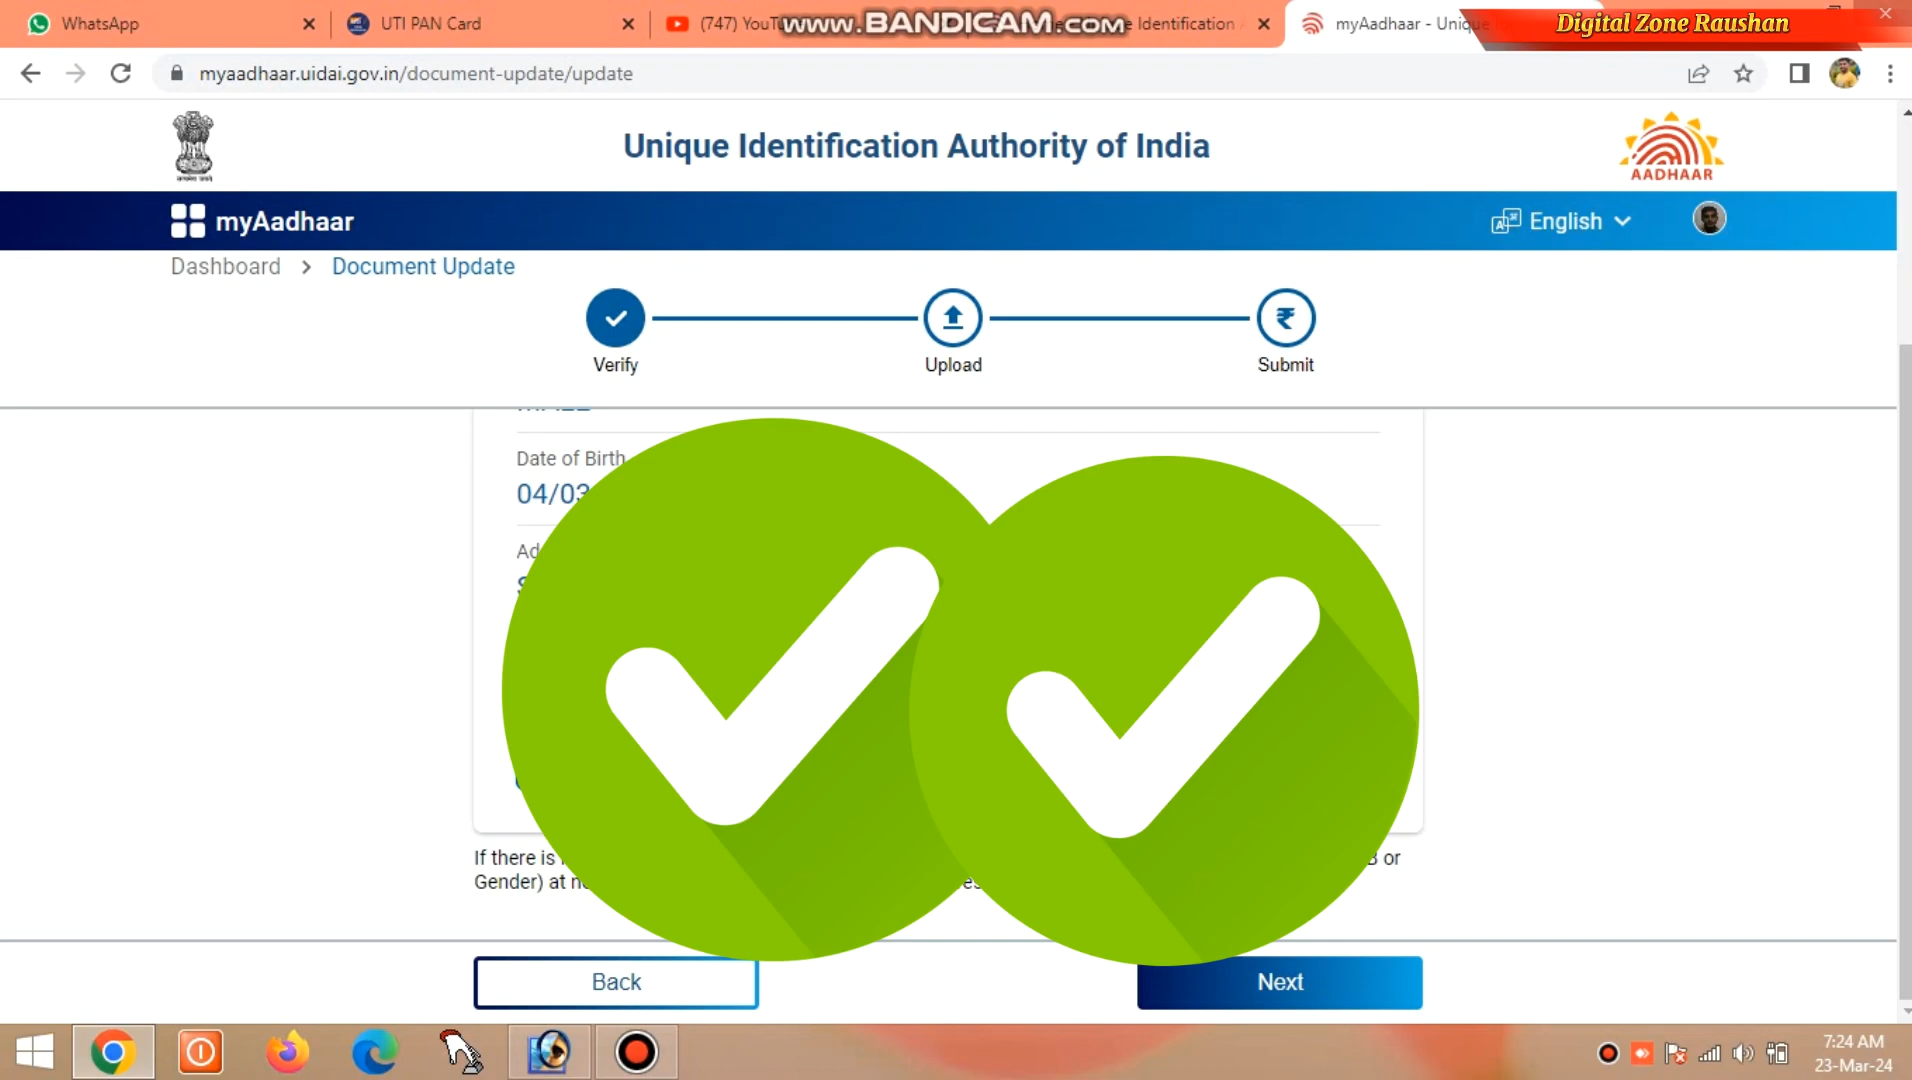 WhatsApp
UTI PAN Card
(747) YouTu
www.BANDICAM.com
Identification
myAadhaar - Unique
Digital Zone Raushan
myaadhaar.uidai.gov.in/document-update/update
Unique Identification Authority of India
AADHAAR
myAadhaar
English
Dashboard > Document Update
Verify
Upload
Submit
Date of Birth
04/03
If there is
or
Gender) at
Back
Next
7:24 AM
23-Mar-24